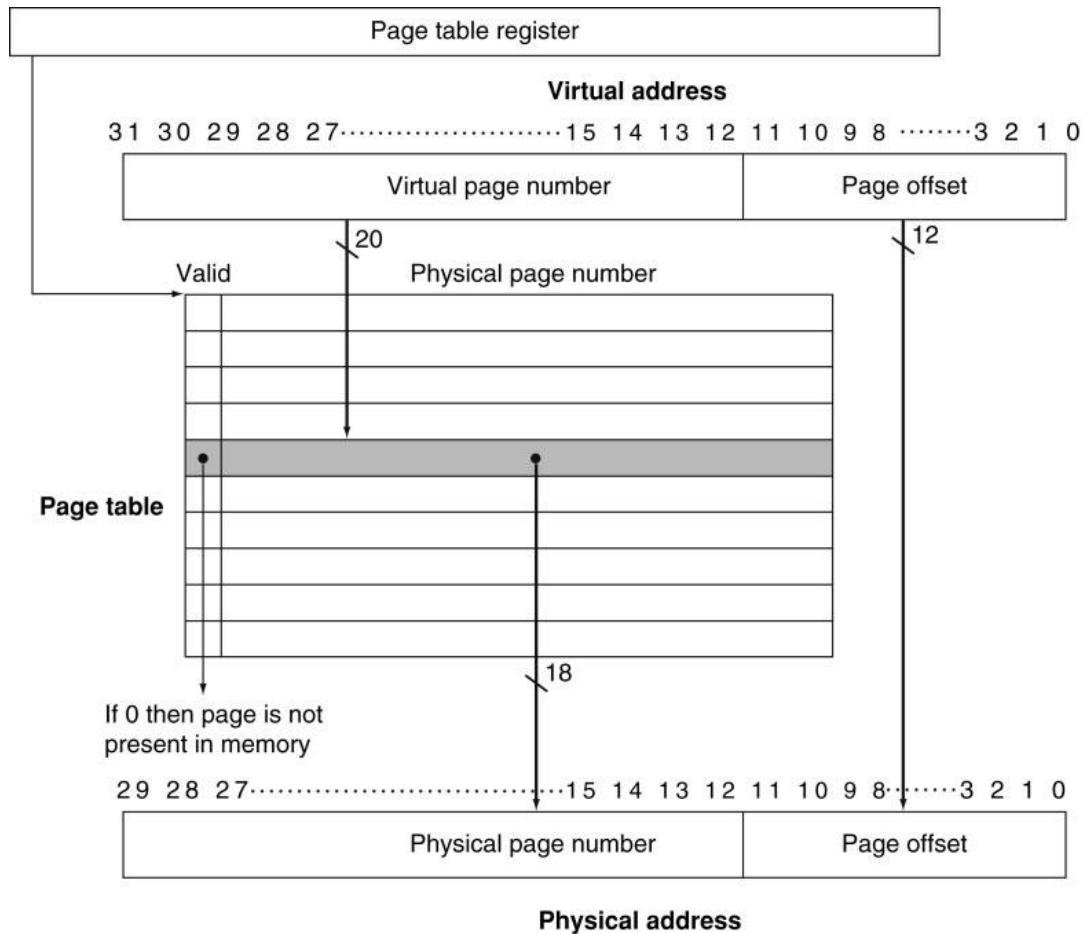 Page table register
Virtual address
31 30 29 28 27·····················15 14 13 12 11 10 9 8 ········3 2 1 0
Virtual page number Page offset
20 12
Valid Physical page number
Page table
18
If 0 then page is not
present in memory
29 28 27·····························15 14 13 12 11 10 9 8········3 2 1 0
Physical page number Page offset
Physical address